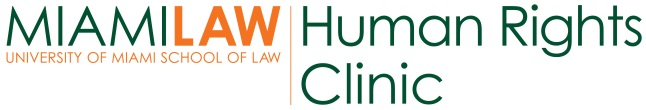 MIAMILAW
UNIVERSITY OF MIAMI SCHOOL OF LAW
Human Rights
Clinic